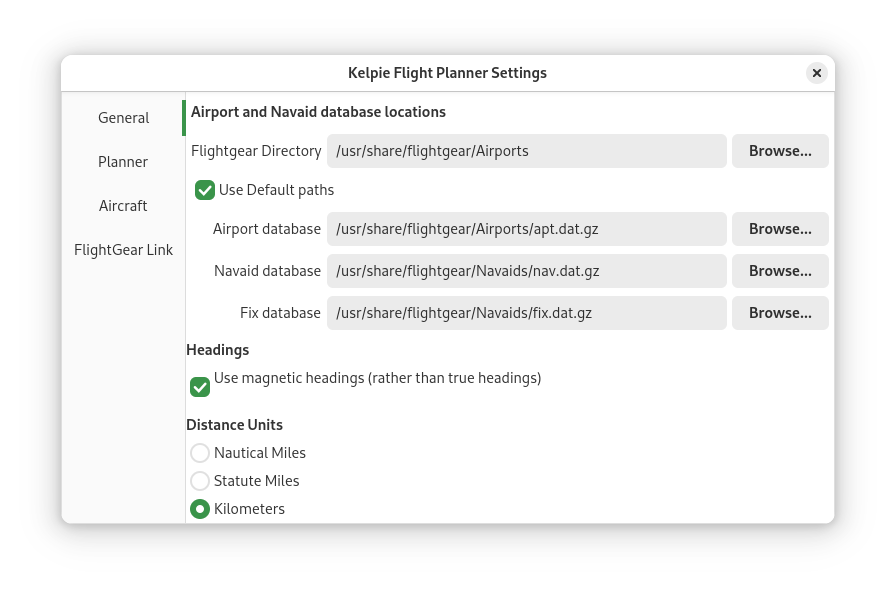 Kelpie Flight Planner Settings
General
Planner
Aircraft
FlightGear Link
Airport and Navaid database locations
Flightgear Directory /usr/share/flightgear/Airports Browse...
Use Default paths
Airport database /usr/share/flightgear/Airports/apt.dat.gz Browse...
Navaid database /usr/share/flightgear/Navaids/nav.dat.gz Browse...
Fix database /usr/share/flightgear/Navaids/fix.dat.gz Browse...
Headings
Use magnetic headings (rather than true headings)
Distance Units
Nautical Miles
Statute Miles
Kilometers